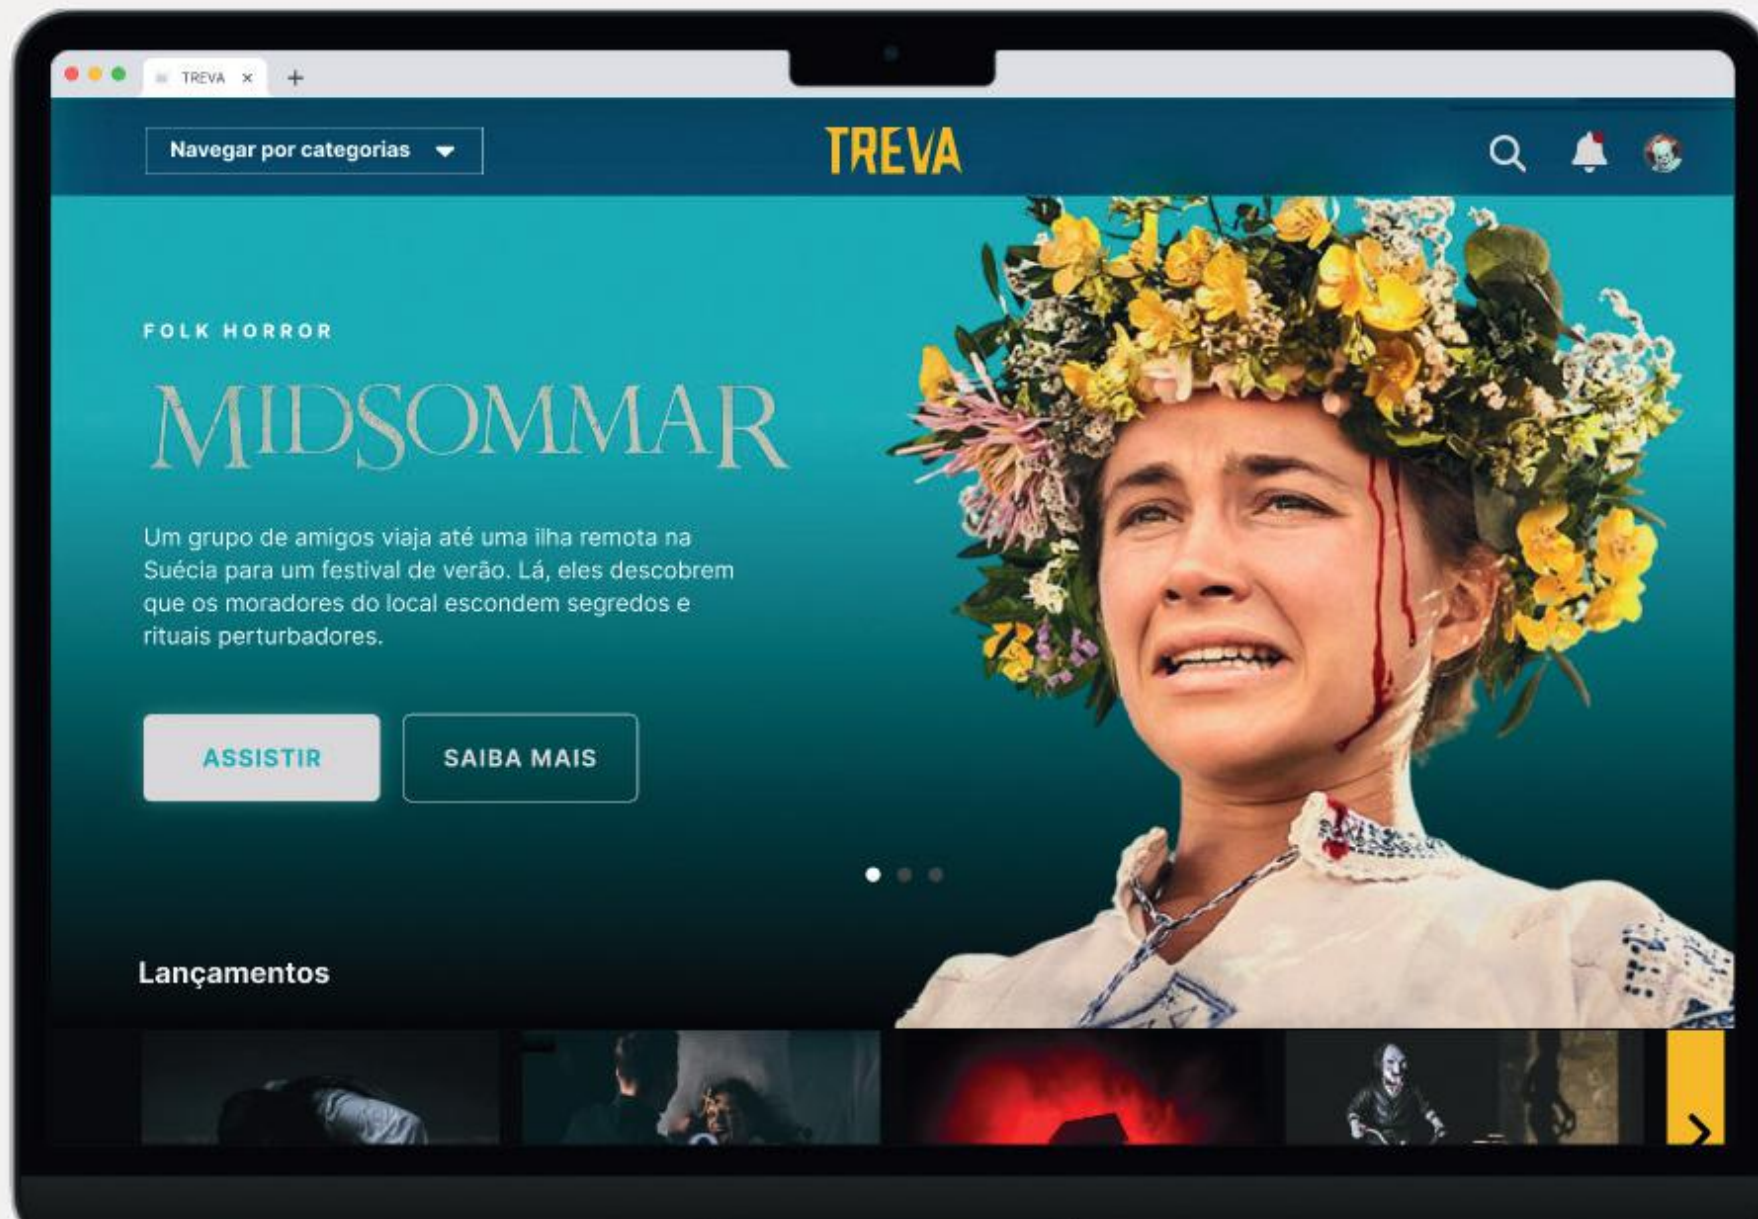 TREVA
Navegar por categorias
TREVA
FOLK HORROR
MIDSOMMAR
Um grupo de amigos viaja até uma ilha remota na
Suécia para um festival de verão. Lá, eles descobrem
que os moradores do local escondem segredos e
rituais perturbadores.
ASSISTIR
SAIBA MAIS
Lançamentos